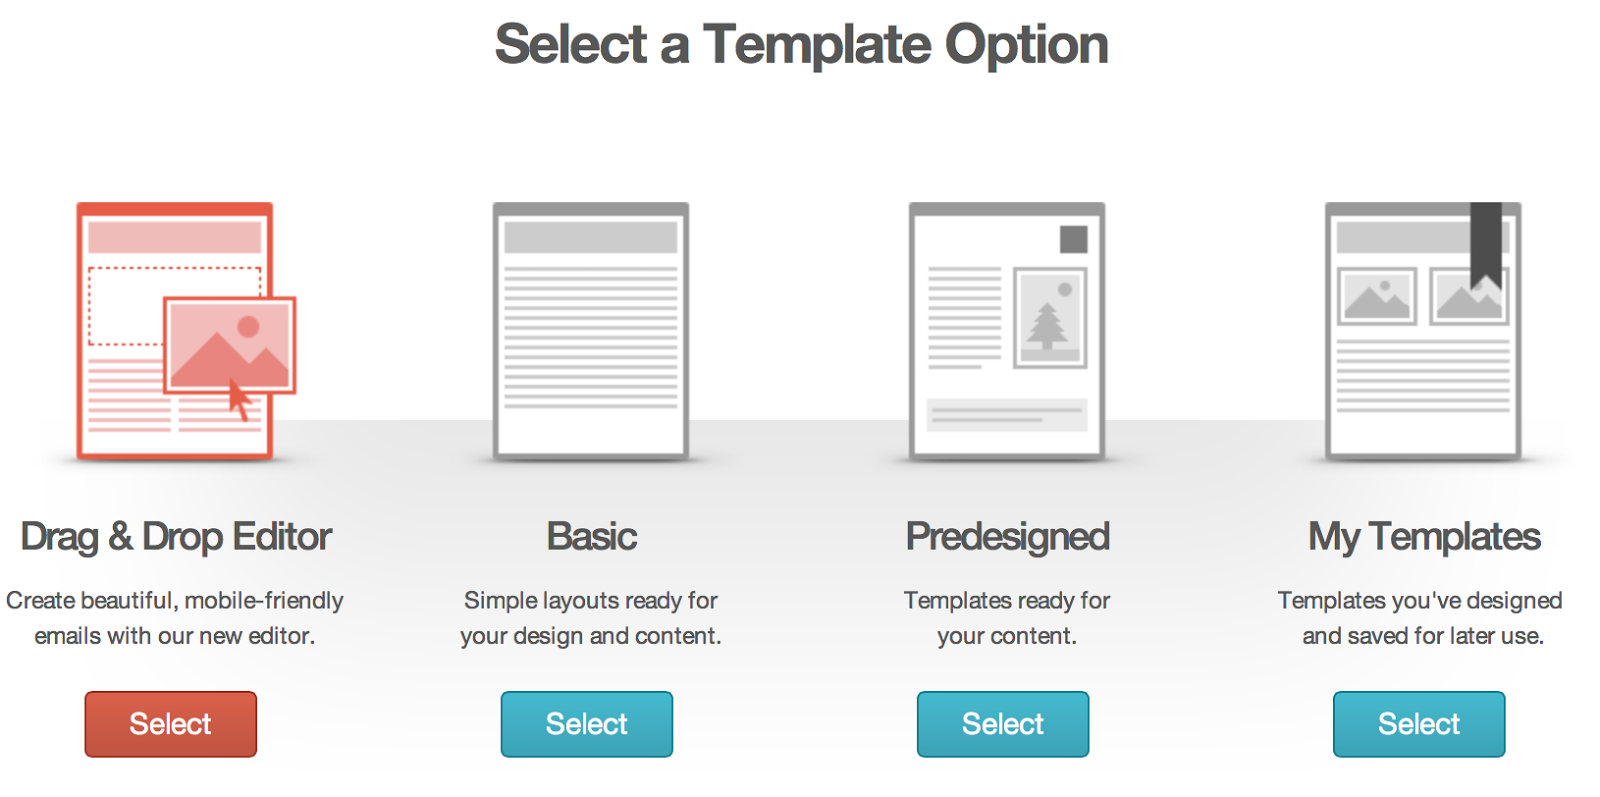 Select a Template Option
Drag & Drop Editor
Create beautiful, mobile-friendly
emails with our new editor.
Select
Basic
Simple layouts ready for
your design and content.
Select
Predesigned
Templates ready for
your content.
Select
My Templates
Templates you've designed
and saved for later use.
Select